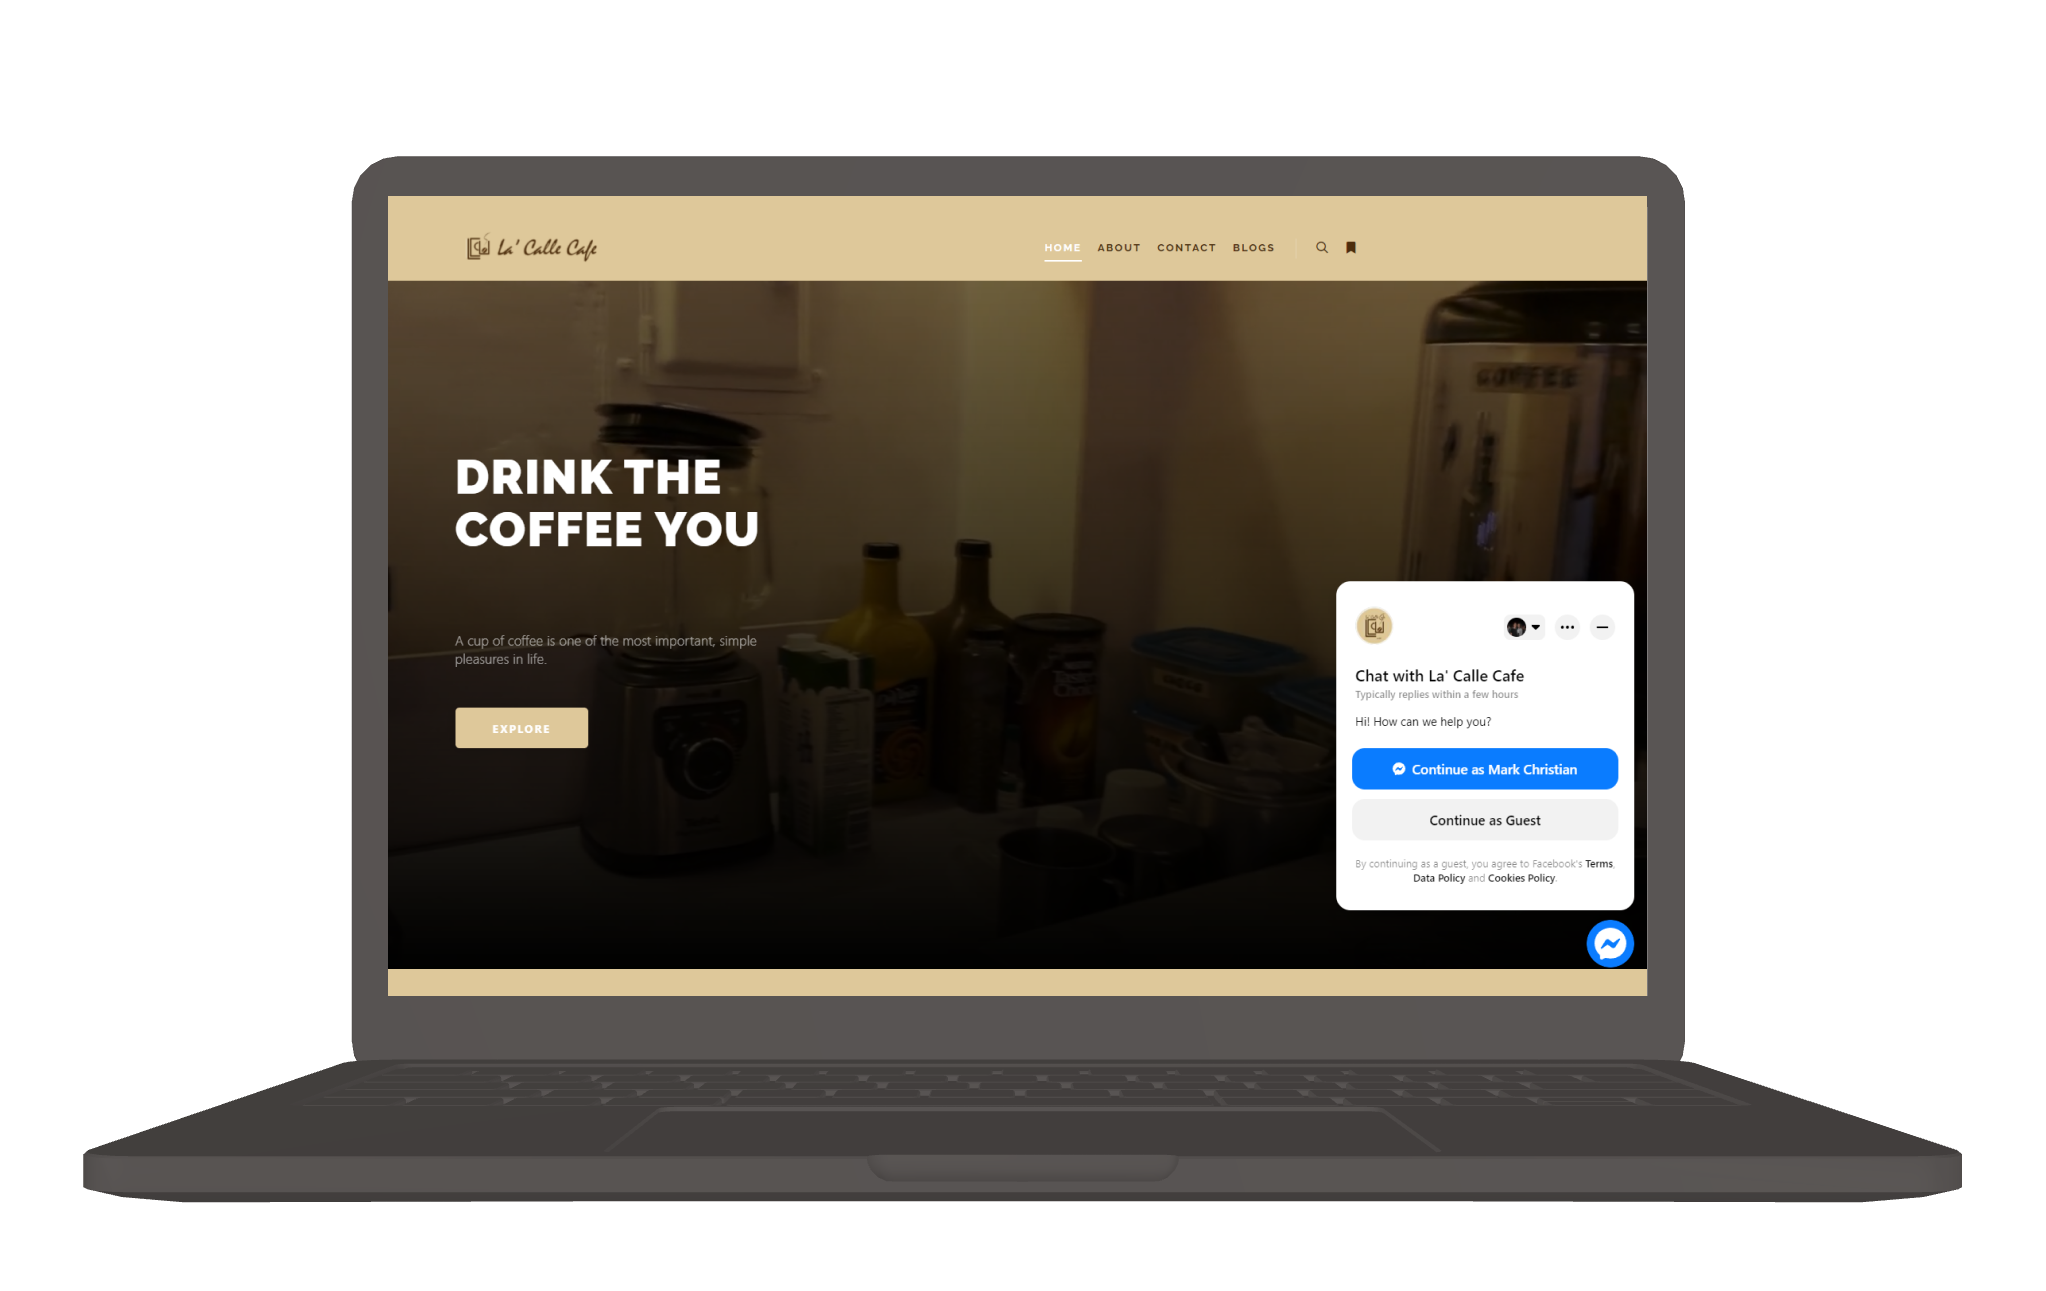 La' Calle Cafe
HOME ABOUT CONTACT BLOGS
COFFEE
DRINK THE
COFFEE YOU
A cup of coffee is one of the most important, simple
pleasures in life.
EXPLORE
Chat with La' Calle Cafe
Typically replies within a few hours
Hi! How can we help you?
Continue as Mark Christian
Continue as Guest
By continuing as a guest, you agree to Facebook's Terms,
Data Policy and Cookies Policy.